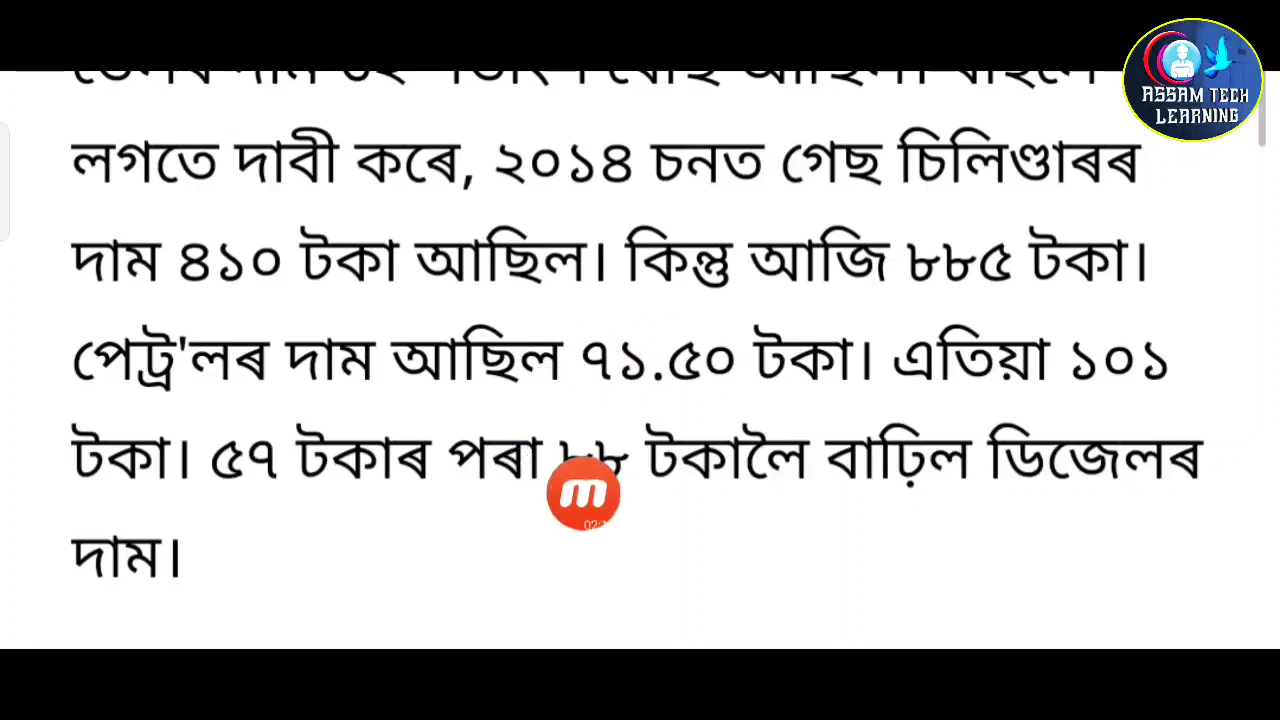 ASSAM TECH
LEARNING
লগতে দাবী কৰে, ২০১৪ চনত গেছ চিলিণ্ডাৰৰ
দাম ৪১০ টকা আছিল। কিন্তু আজি ৮৮৫ টকা।
পেট্ৰ'লৰ দাম আছিল ৭১.৫০ টকা। এতিয়া ১০১
টকা। ৫৭ টকাৰ পৰা ৮৮ টকালৈ বাঢ়িল ডিজেলৰ
দাম।